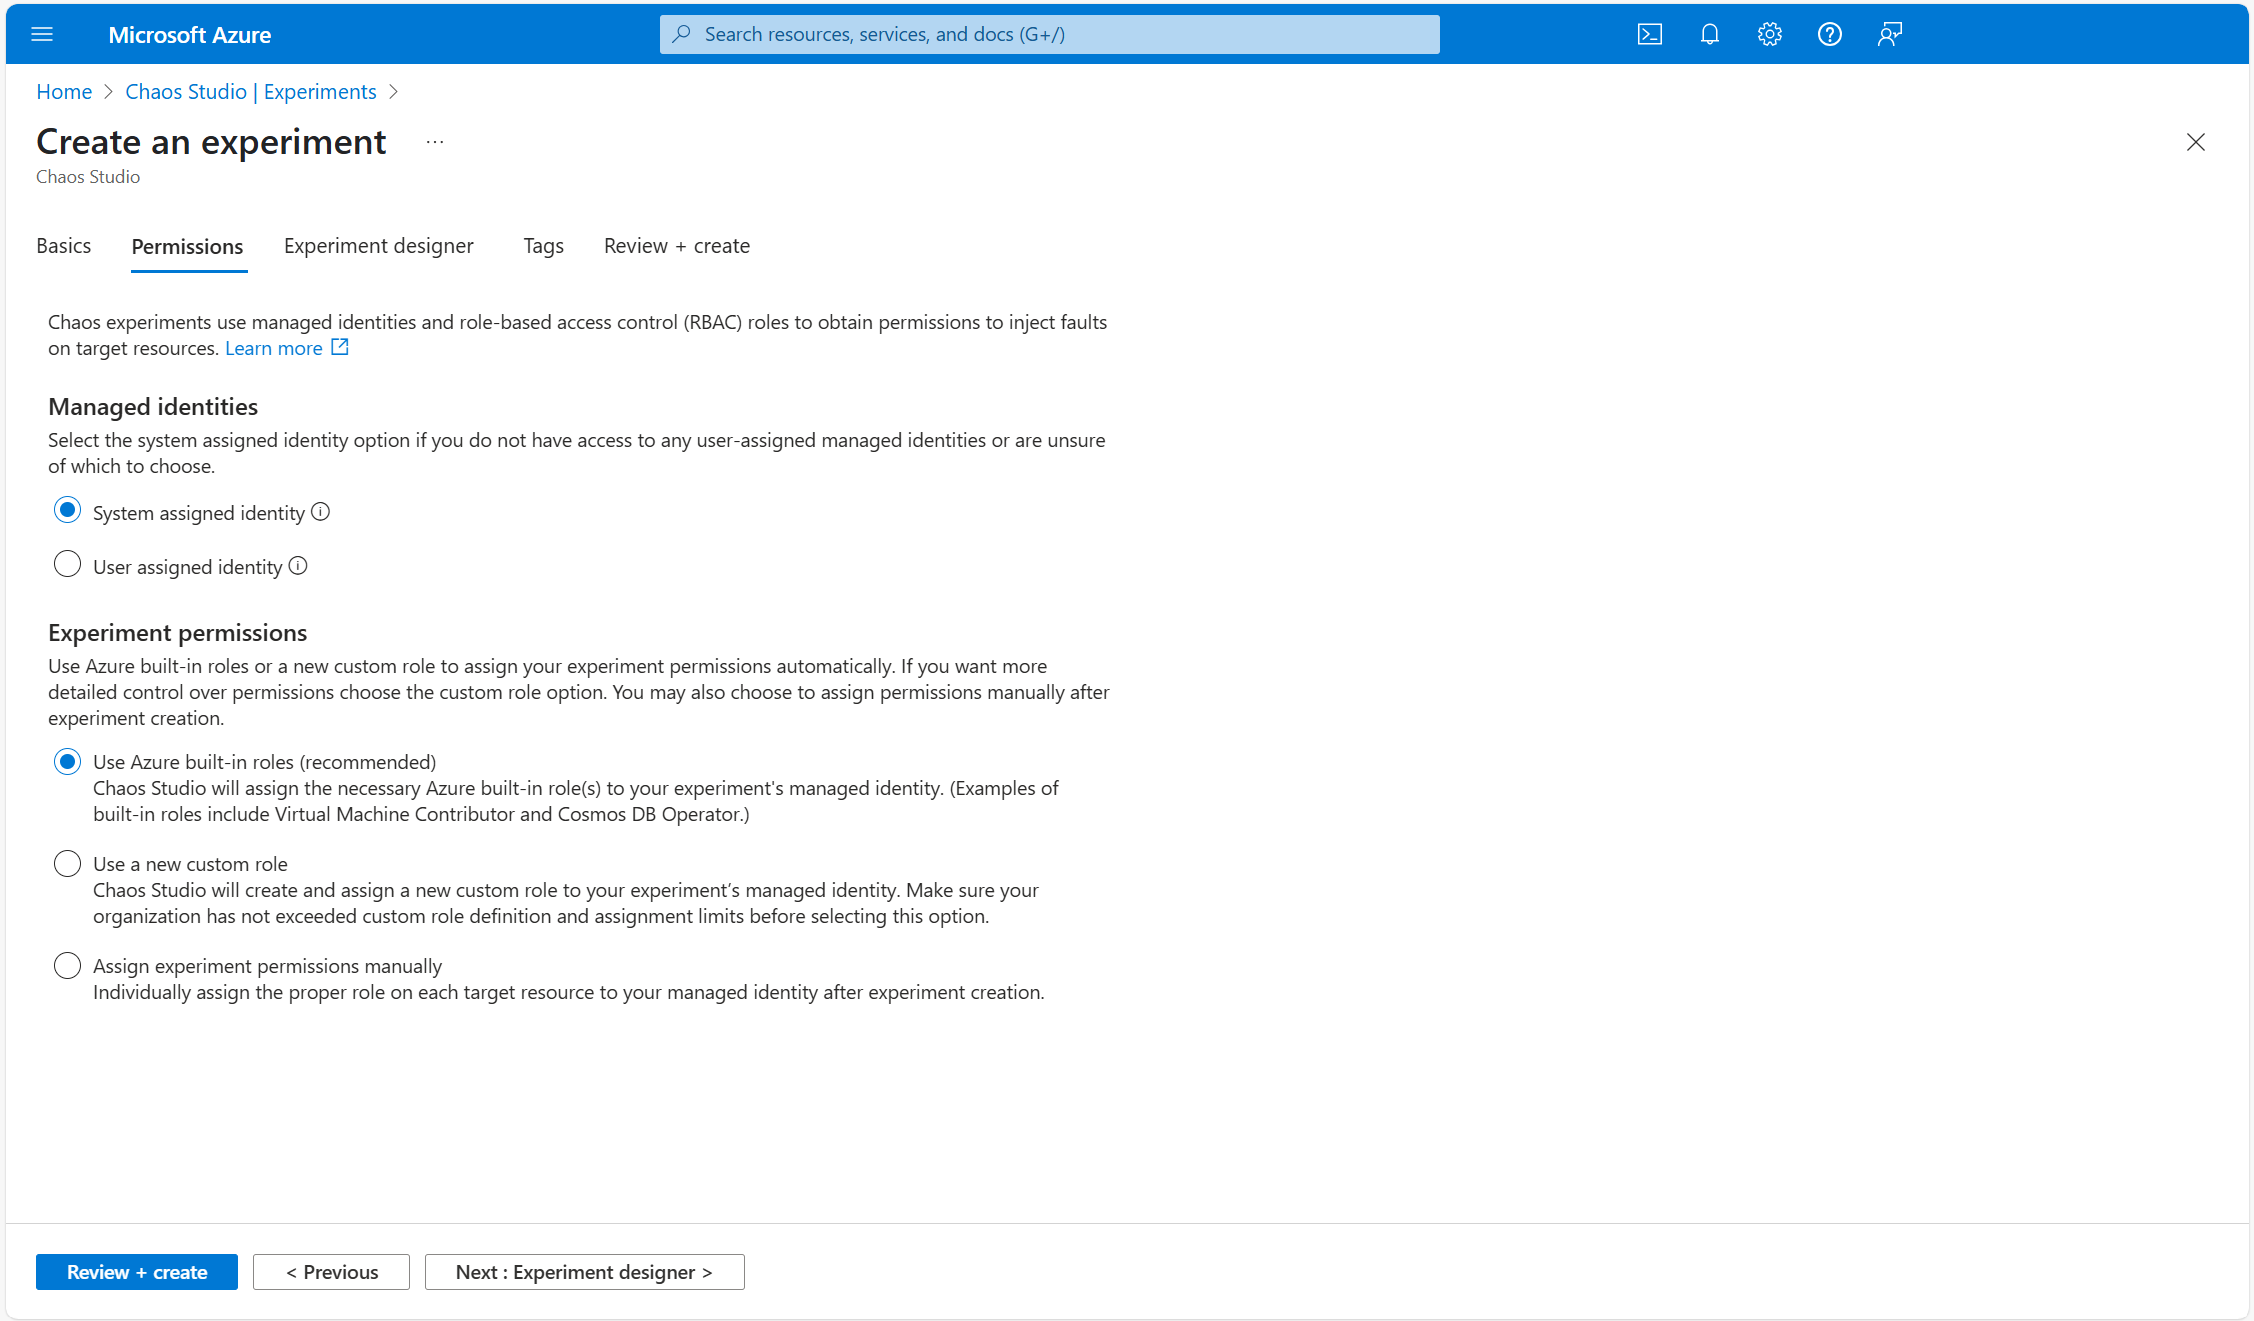 Microsoft Azure
Search resources, services, and docs (G+/)
Home > Chaos Studio | Experiments >
Create an experiment ...
Chaos Studio
Basics Permissions Experiment designer Tags Review + create
Chaos experiments use managed identities and role-based access control (RBAC) roles to obtain permissions to inject faults
on target resources. Learn more
Managed identities
Select the system assigned identity option if you do not have access to any user-assigned managed identities or are unsure
of which to choose.
System assigned identity
User assigned identity
Experiment permissions
Use Azure built-in roles or a new custom role to assign your experiment permissions automatically. If you want more
detailed control over permissions choose the custom role option. You may also choose to assign permissions manually after
experiment creation.
Use Azure built-in roles (recommended)
Chaos Studio will assign the necessary Azure built-in role(s) to your experiment's managed identity. (Examples of
built-in roles include Virtual Machine Contributor and Cosmos DB Operator.)
Use a new custom role
Chaos Studio will create and assign a new custom role to your experiment’s managed identity. Make sure your
organization has not exceeded custom role definition and assignment limits before selecting this option.
Assign experiment permissions manually
Individually assign the proper role on each target resource to your managed identity after experiment creation.
Review + create < Previous Next : Experiment designer >